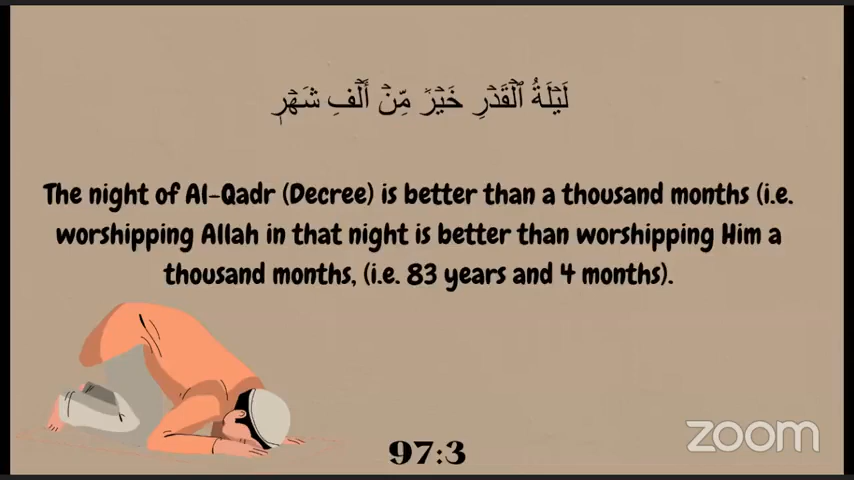 لَيۡلَةُ ٱلۡقَدۡرِ خَيۡرٞ مِّنۡ أَلۡفِ شَهۡرٖ
The night of Al-Qadr (Decree) is better than a thousand months (i.e.
worshipping Allah in that night is better than worshipping Him a
thousand months, (i.e. 83 years and 4 months).
97:3
zoom